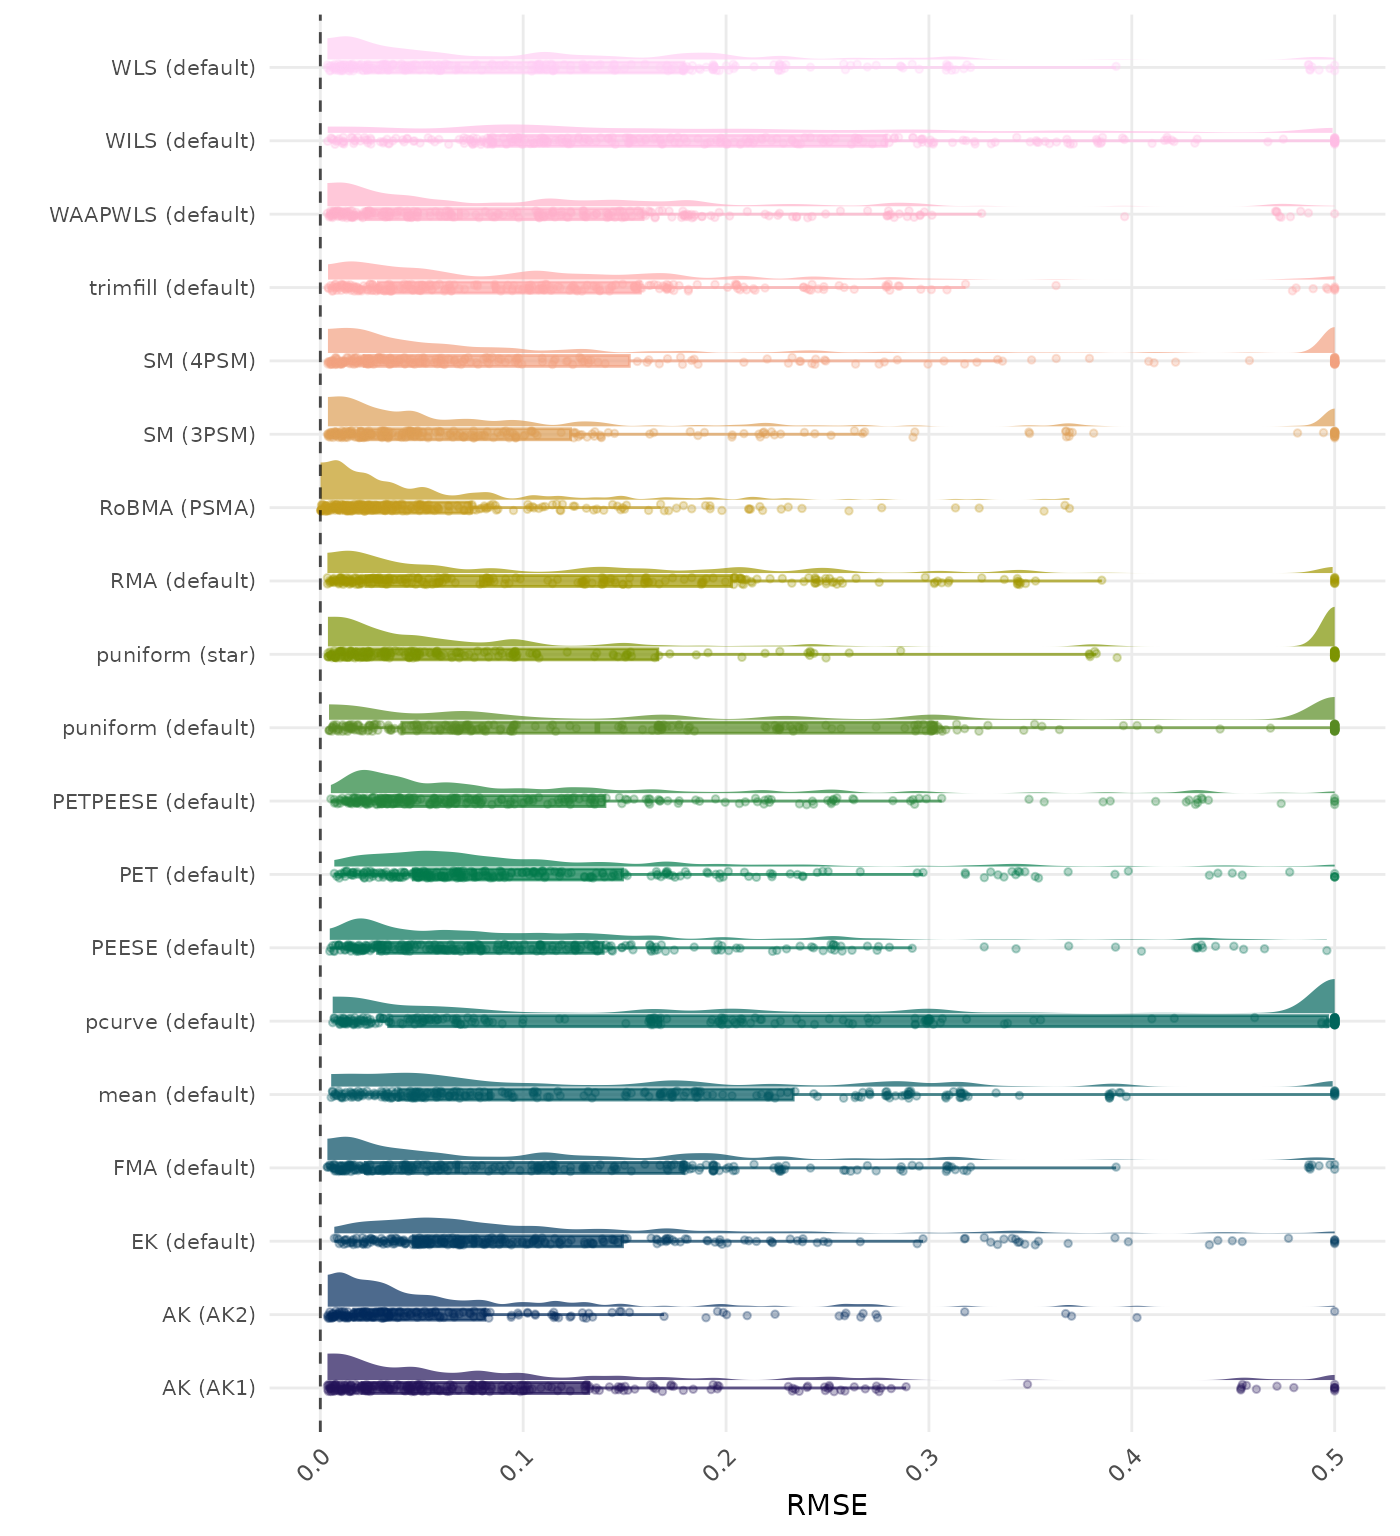 WLS (default)
WILS (default)
WAAPWLS (default)
trimfill (default)
SM (4PSM)
SM (3PSM)
RoBMA (PSMA)
RMA (default)
puniform (star)
puniform (default)
PETPEESE (default)
PET (default)
PEESE (default)
pcurve (default)
mean (default)
FMA (default)
EK (default)
AK (AK2)
AK (AK1)
0.0 0.1 0.2 0.3 0.4 0.5
RMSE